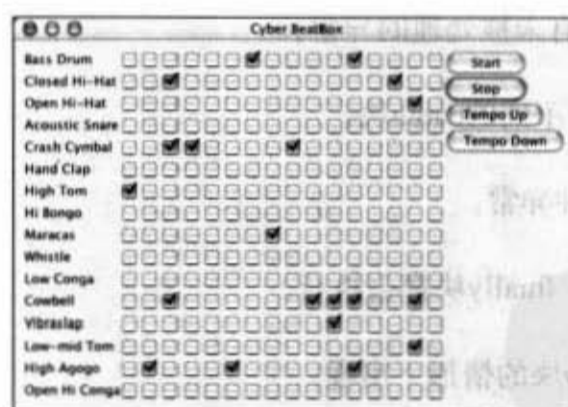 Cyber BeatBox
Bass Drum
Closed Hi-Hat
Open Hi-Hat
Acoustic Snare
Crash Cymbal
Hand Clap
High Tom
Hi Bongo
Maracas
Whistle
Low Conga
Cowbell
Vibraslap
Low-mid Tom
High Agogo
Open Hi Conga
Start
Stop
Tempo Up
Tempo Down